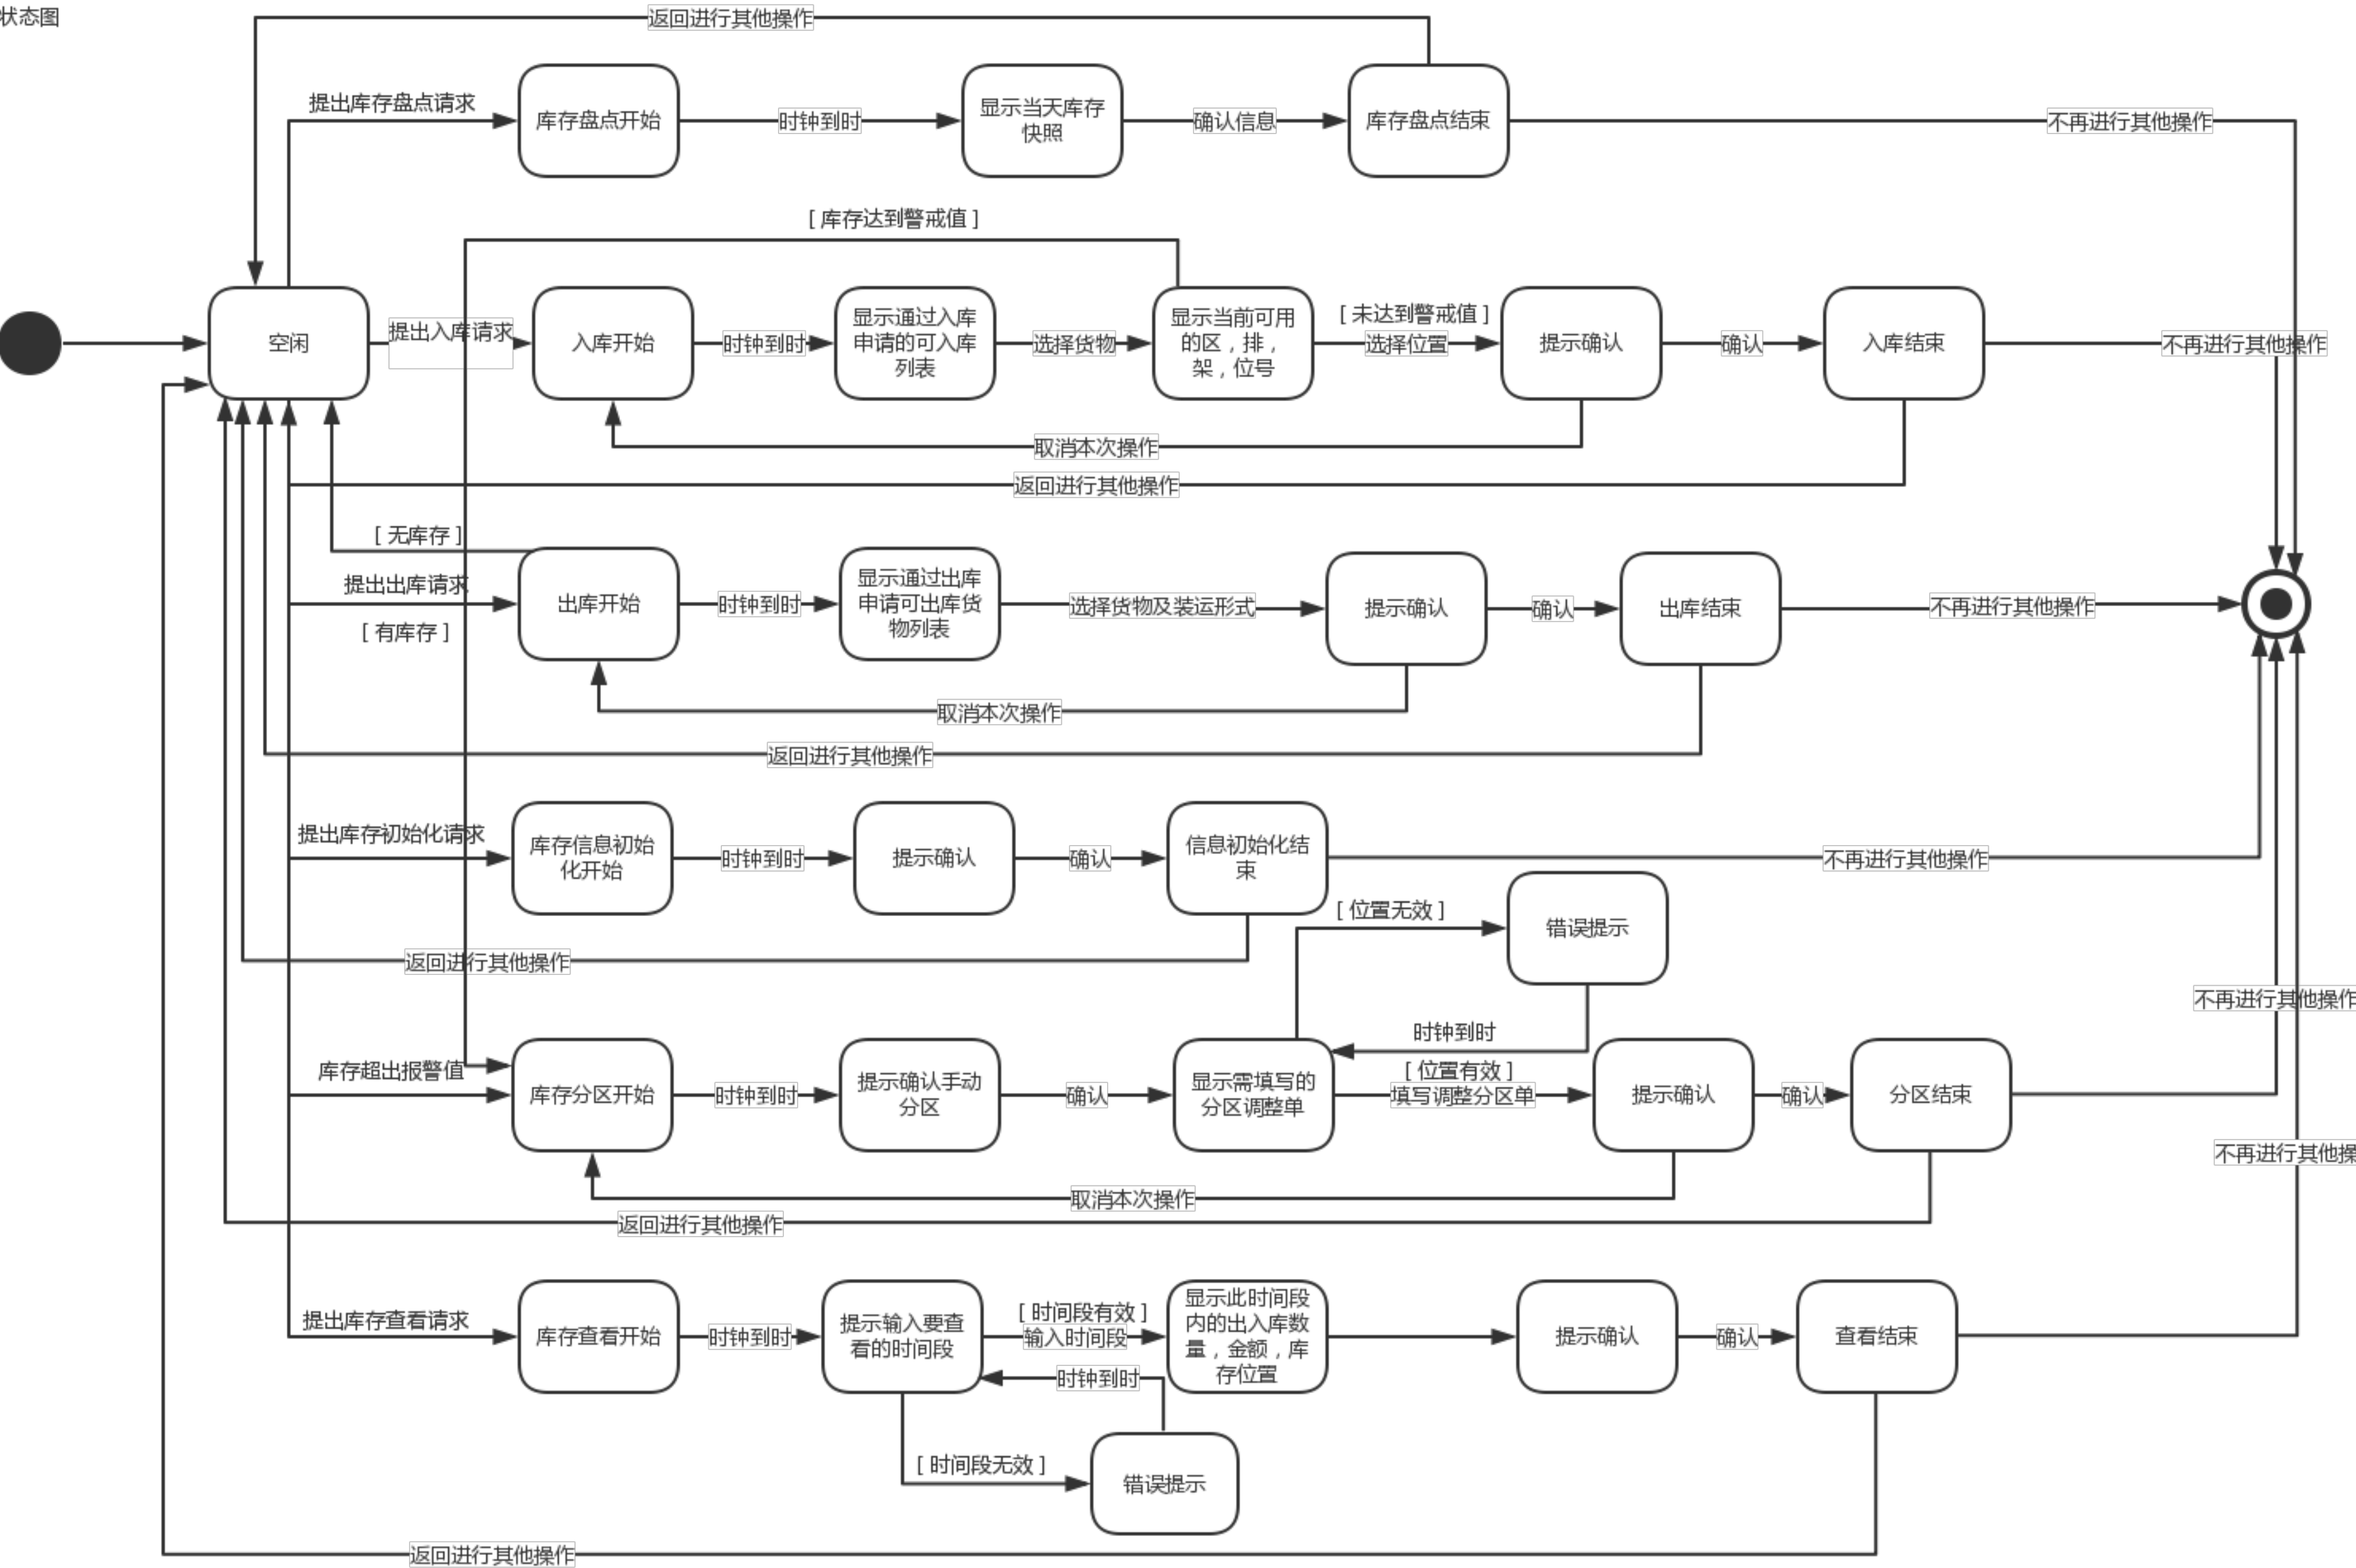 状态图
返回进行其他操作
提出库存盘点请求
库存盘点开始
时钟到时
显示当天库存
快照
确认信息
库存盘点结束
不再进行其他操作
[ 库存达到警戒值 ]
空闲
提出入库请求
入库开始
时钟到时
显示通过入库
申请的可入库
列表
选择货物
显示当前可用
的区，排，
架，位号
[ 未达到警戒值 ]
选择位置
提示确认
确认
入库结束
不再进行其他操作
取消本次操作
返回进行其他操作
[ 无库存 ]
提出出库请求
[ 有库存 ]
出库开始
时钟到时
显示通过出库
申请可出库货
物列表
选择货物及装运形式
提示确认
确认
出库结束
不再进行其他操作
取消本次操作
返回进行其他操作
提出库存初始化请求
库存信息初始
化开始
时钟到时
提示确认
确认
信息初始化结
束
不再进行其他操作
[ 位置无效 ]
错误提示
返回进行其他操作
不再进行其他操作
时钟到时
库存超出报警值
库存分区开始
时钟到时
提示确认手动
分区
确认
显示需填写的
分区调整单
[ 位置有效 ]
填写调整分区单
提示确认
确认
分区结束
不再进行其他操
取消本次操作
返回进行其他操作
提出库存查看请求
库存查看开始
时钟到时
提示输入要查
看的时间段
[ 时间段有效 ]
输入时间段
显示此时间段
内的出入库数
量，金额，库
存位置
提示确认
确认
查看结束
时钟到时
[ 时间段无效 ]
错误提示
返回进行其他操作